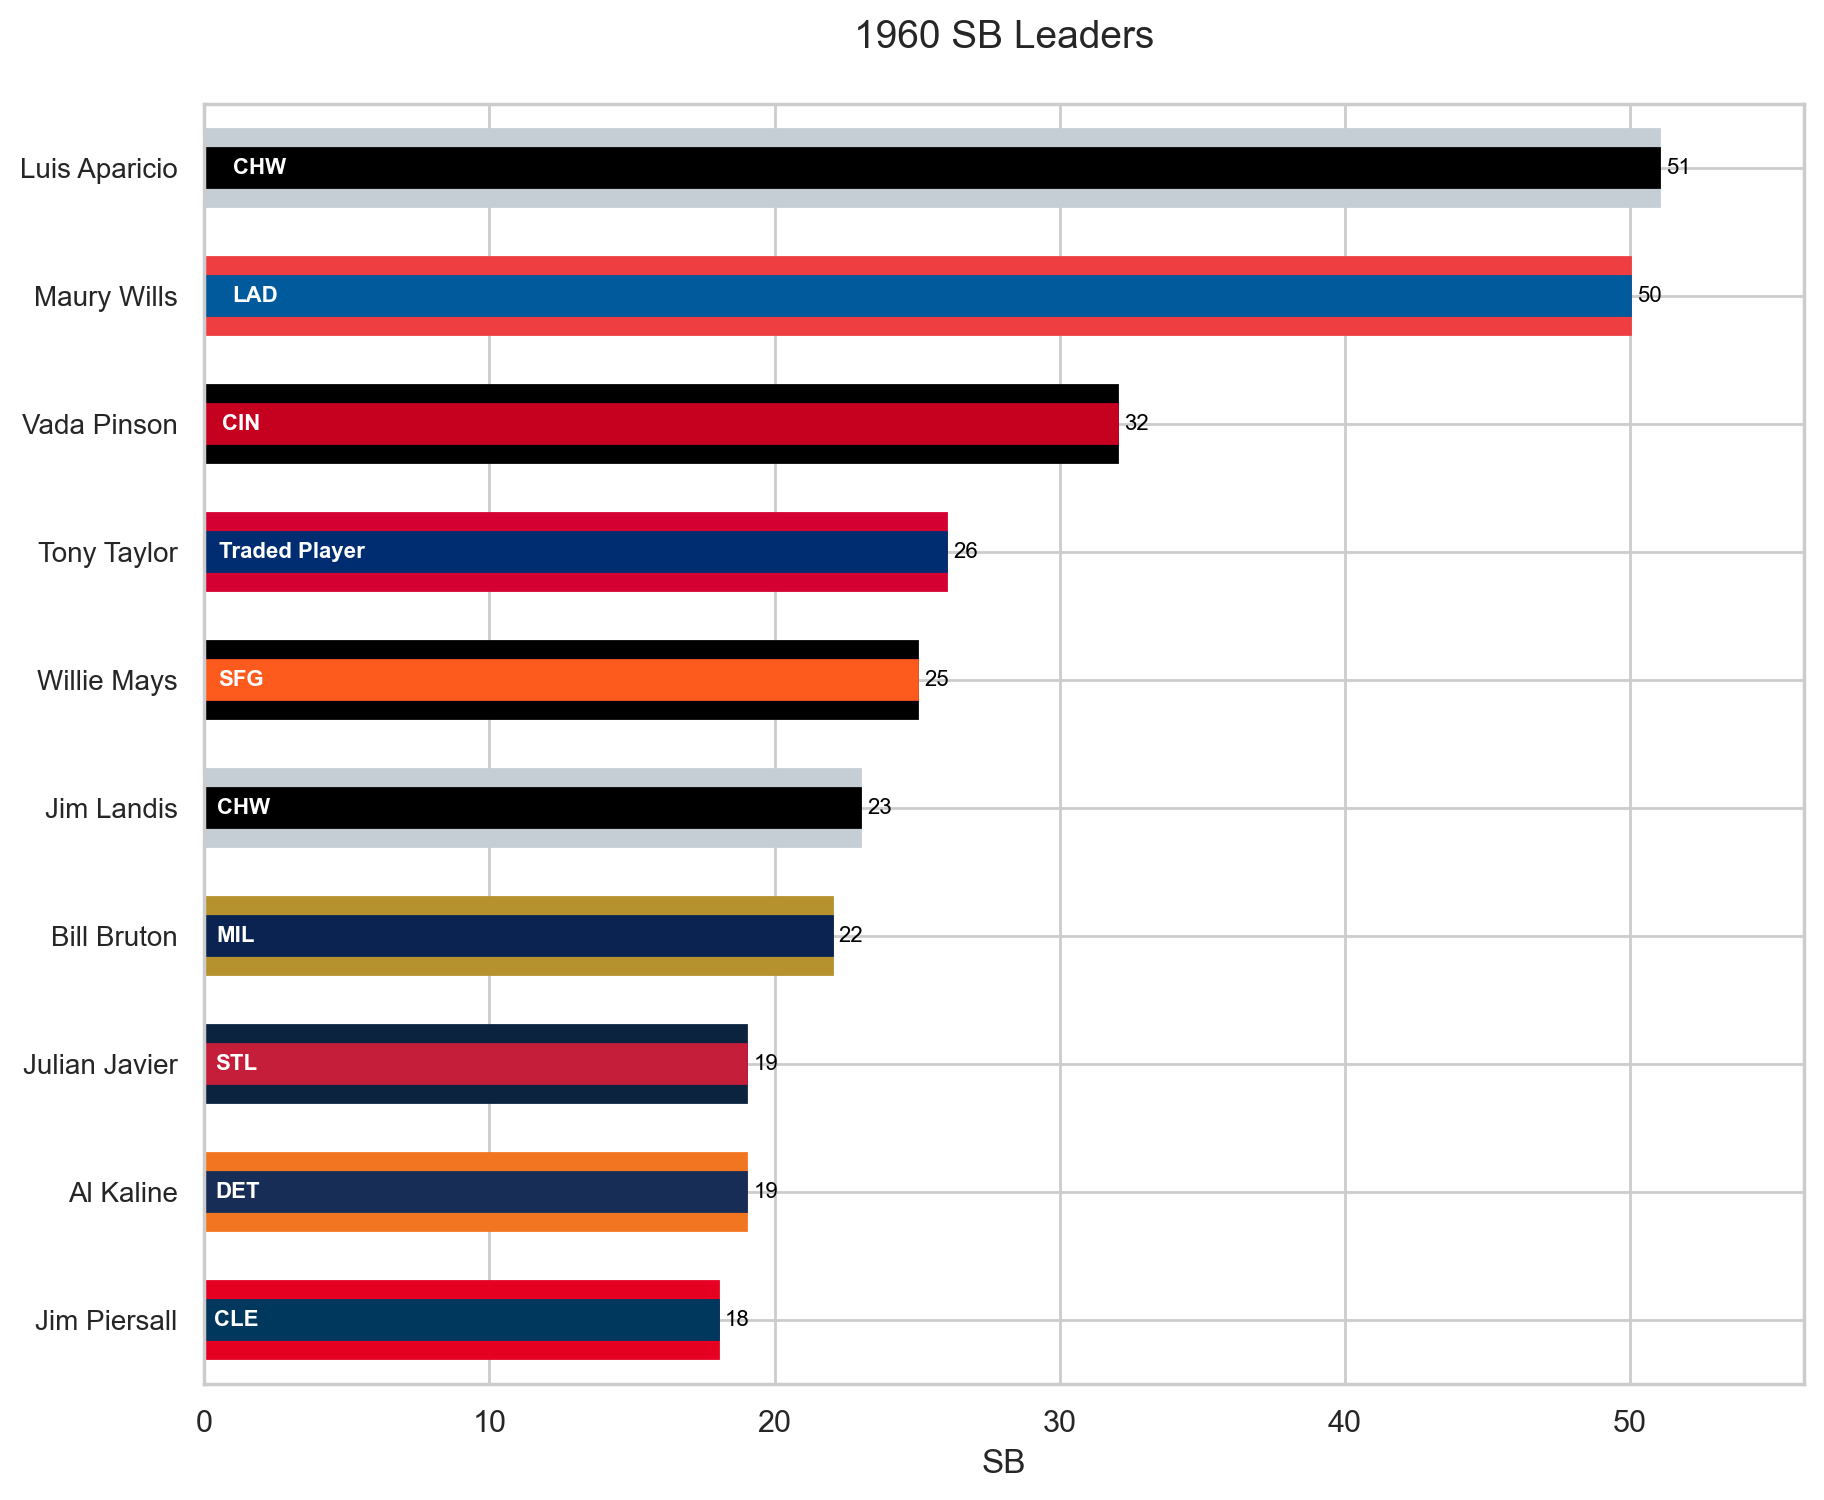 1960 SB Leaders
Luis Aparicio CHW 51
Maury Wills LAD 50
Vada Pinson CIN 32
Tony Taylor Traded Player 26
Willie Mays SFG 25
Jim Landis CHW 23
Bill Bruton MIL 22
Julian Javier STL 19
Al Kaline DET 19
Jim Piersall CLE 18
0 10 20 30 40 50
SB